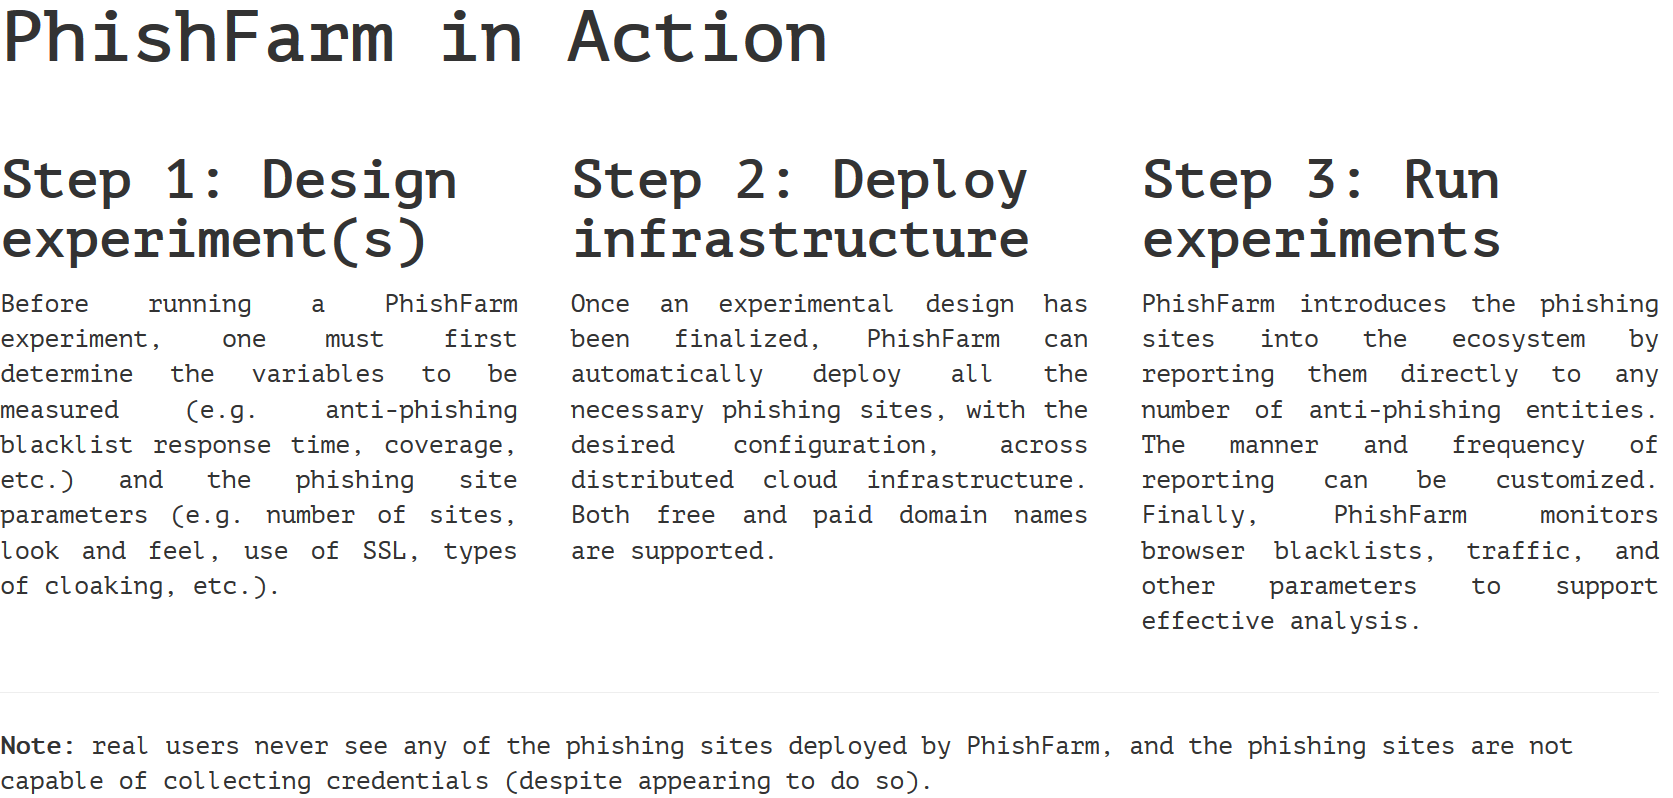 PhishFarm in Action
Step 1: Design
experiment(s)
Before running a PhishFarm
experiment, one must first
determine the variables to be
measured (e.g. anti-phishing
blacklist response time, coverage,
etc.) and the phishing site
parameters (e.g. number of sites,
look and feel, use of SSL, types
of cloaking, etc.).
Step 2: Deploy
infrastructure
Once an experimental design has
been finalized, PhishFarm can
automatically deploy all the
necessary phishing sites, with the
desired configuration, across
distributed cloud infrastructure.
Both free and paid domain names
are supported.
Step 3: Run
experiments
PhishFarm introduces the phishing
sites into the ecosystem by
reporting them directly to any
number of anti-phishing entities.
The manner and frequency of
reporting can be customized.
Finally, PhishFarm monitors
browser blacklists, traffic, and
other parameters to support
effective analysis.
Note: real users never see any of the phishing sites deployed by PhishFarm, and the phishing sites are not
capable of collecting credentials (despite appearing to do so).